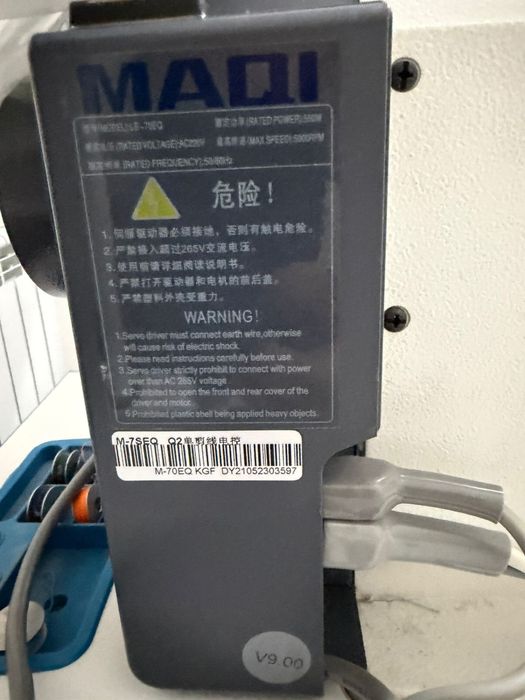 MAQI
型号(MODEL):LS-70EQ 额定功率(RATED POWER):550W
额定电压(RATED VOLTAGE):AC220V 最高转速(MAX.SPEED):5000RPM
额定频率(RATED FREQUENCY):50/60Hz
危险！
1、伺服驱动器必须接地，否则有触电危险。
2、严禁接入超过265V交流电压。
3、使用前请详细阅读说明书。
4、严禁打开驱动器和电机的前后盖。
5、严禁塑料外壳受重力。
WARNING!
1.Servo driver must connect earth wire,otherwise
will cause risk of electric shock.
2.Please read instructions carefully before use.
3.Servo driver strictly prohibit to connect with power
over than AC 265V voltage
4.Prohibited to open the front and rear cover of the
driver and motor.
5.Prohibited plastic shell being applied heavy objects.
M-7SEQ Q2单剪线电控
M-70EQ KGF DY21052303597
V9.00